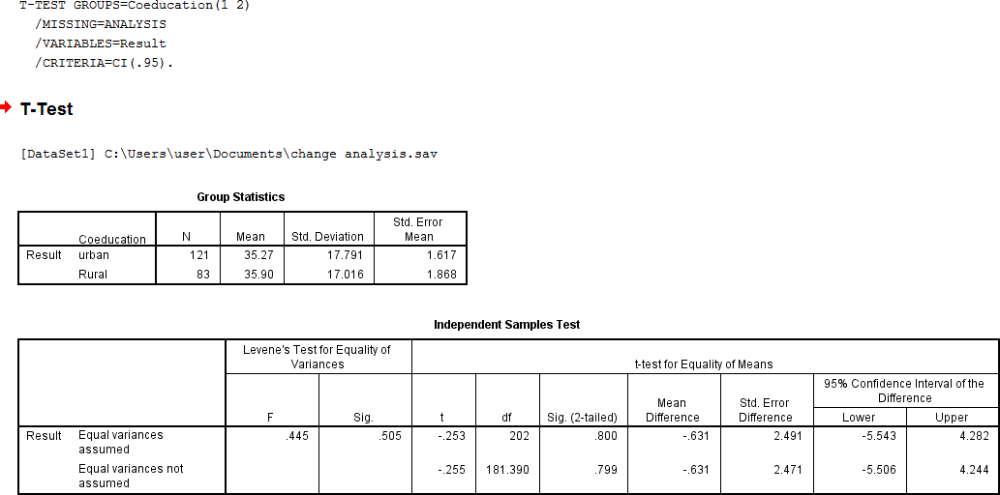 T-TEST GROUPS=Coeducation(1 2)
/MISSING=ANALYSIS
/VARIABLES=Result
/CRITERIA=CI(.95).
T-Test
[DataSet1] C:\Users\user\Documents\change analysis.sav
Group Statistics
Coeducation N Mean Std. Deviation Std. Error Mean
Result urban 121 35.27 17.791 1.617
Rural 83 35.90 17.016 1.868
Independent Samples Test
Levene's Test for Equality of Variances t-test for Equality of Means
95% Confidence Interval of the Difference
F Sig. t df Sig. (2-tailed) Mean Difference Std. Error Difference Lower Upper
Result Equal variances assumed .445 .505 -.253 202 .800 -.631 2.491 -5.543 4.282
Equal variances not assumed -.255 181.390 .799 -.631 2.471 -5.506 4.244